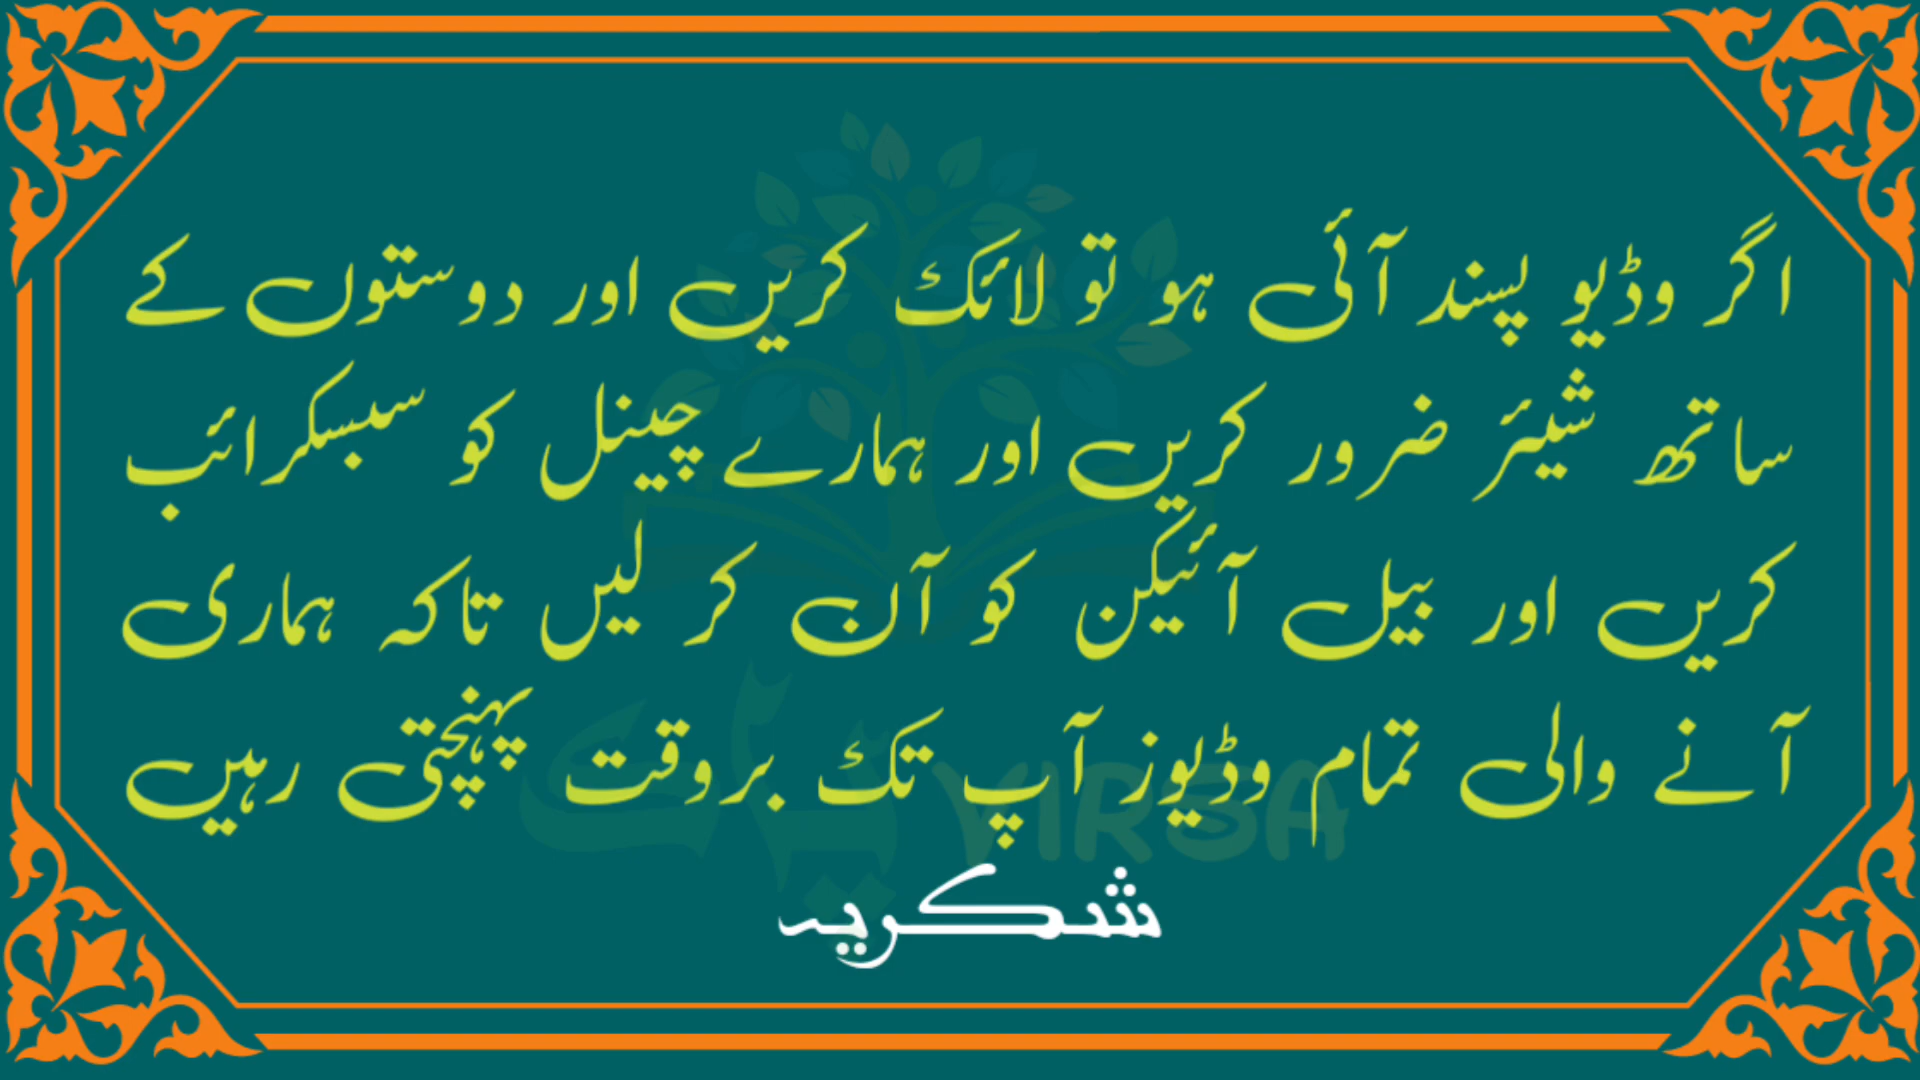 اگر وڈیو پسند آئی ہو تو لائک کریں اور دوستوں کے
ساتھ شیئر ضرور کریں اور ہمارے چینل کو سبسکرائب
کریں اور بیل آئیکن کو آن کر لیں تاکہ ہماری
آنے والی تمام وڈیوز آپ تک بروقت پہنچتی رہیں
VIRSA
شکریہ